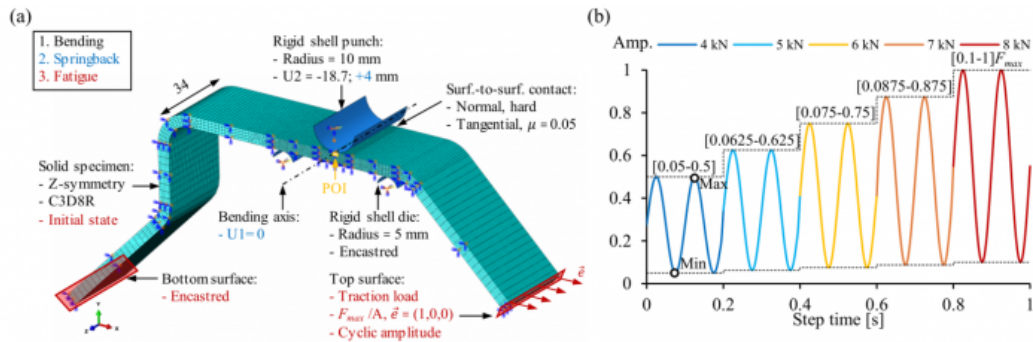 (a)
1. Bending
2. Springback
3. Fatigue
34
Rigid shell punch:
- Radius = 10 mm
- U2 = -18.7; +4 mm
Surf.-to-surf. contact:
- Normal, hard
- Tangential, μ = 0.05
Solid specimen:
- Z-symmetry
- C3D8R
- Initial state
POI
Bending axis:
- U1= 0
Rigid shell die:
- Radius = 5 mm
- Encastred
Bottom surface:
- Encastred
Top surface:
- Traction load
- Fmax /A, e⃗ = (1,0,0)
- Cyclic amplitude
e⃗
Y
Z
X
(b)
Amp.
4 kN
5 kN
6 kN
7 kN
8 kN
[0.1-1]Fmax
[0.0875-0.875]
[0.075-0.75]
[0.0625-0.625]
[0.05-0.5]
Max
Min
1
0.8
0.6
0.4
0.2
0
0 0.2 0.4 0.6 0.8 1
Step time [s]